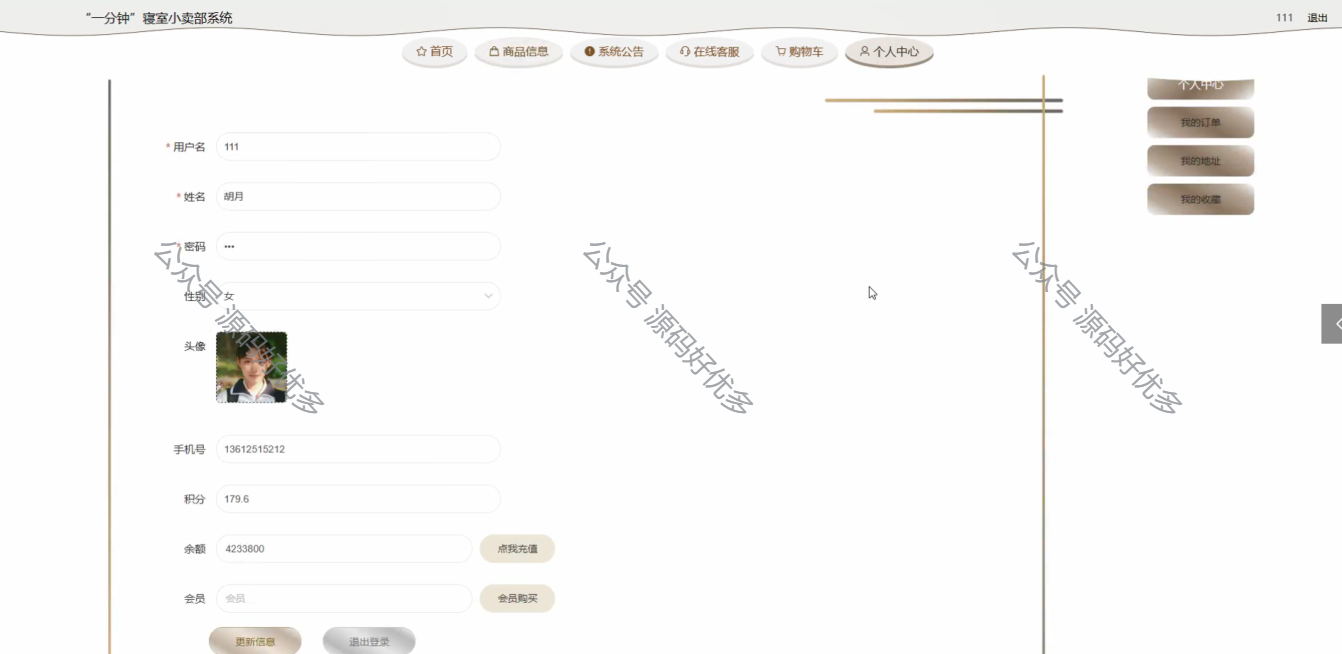 “一分钟”寝室小卖部系统
111 退出
首页 商品信息 系统公告 在线客服 购物车 个人中心
个人中心
我的订单
我的地址
我的收藏
* 用户名 111
* 姓名 胡月
* 密码 •••
性别 女
头像
手机号 13612515212
积分 179.6
余额 4233800 点我充值
会员 会员 会员购买
更新信息 退出登录
公众号 源码好优多
公众号 源码好优多
公众号 源码好优多